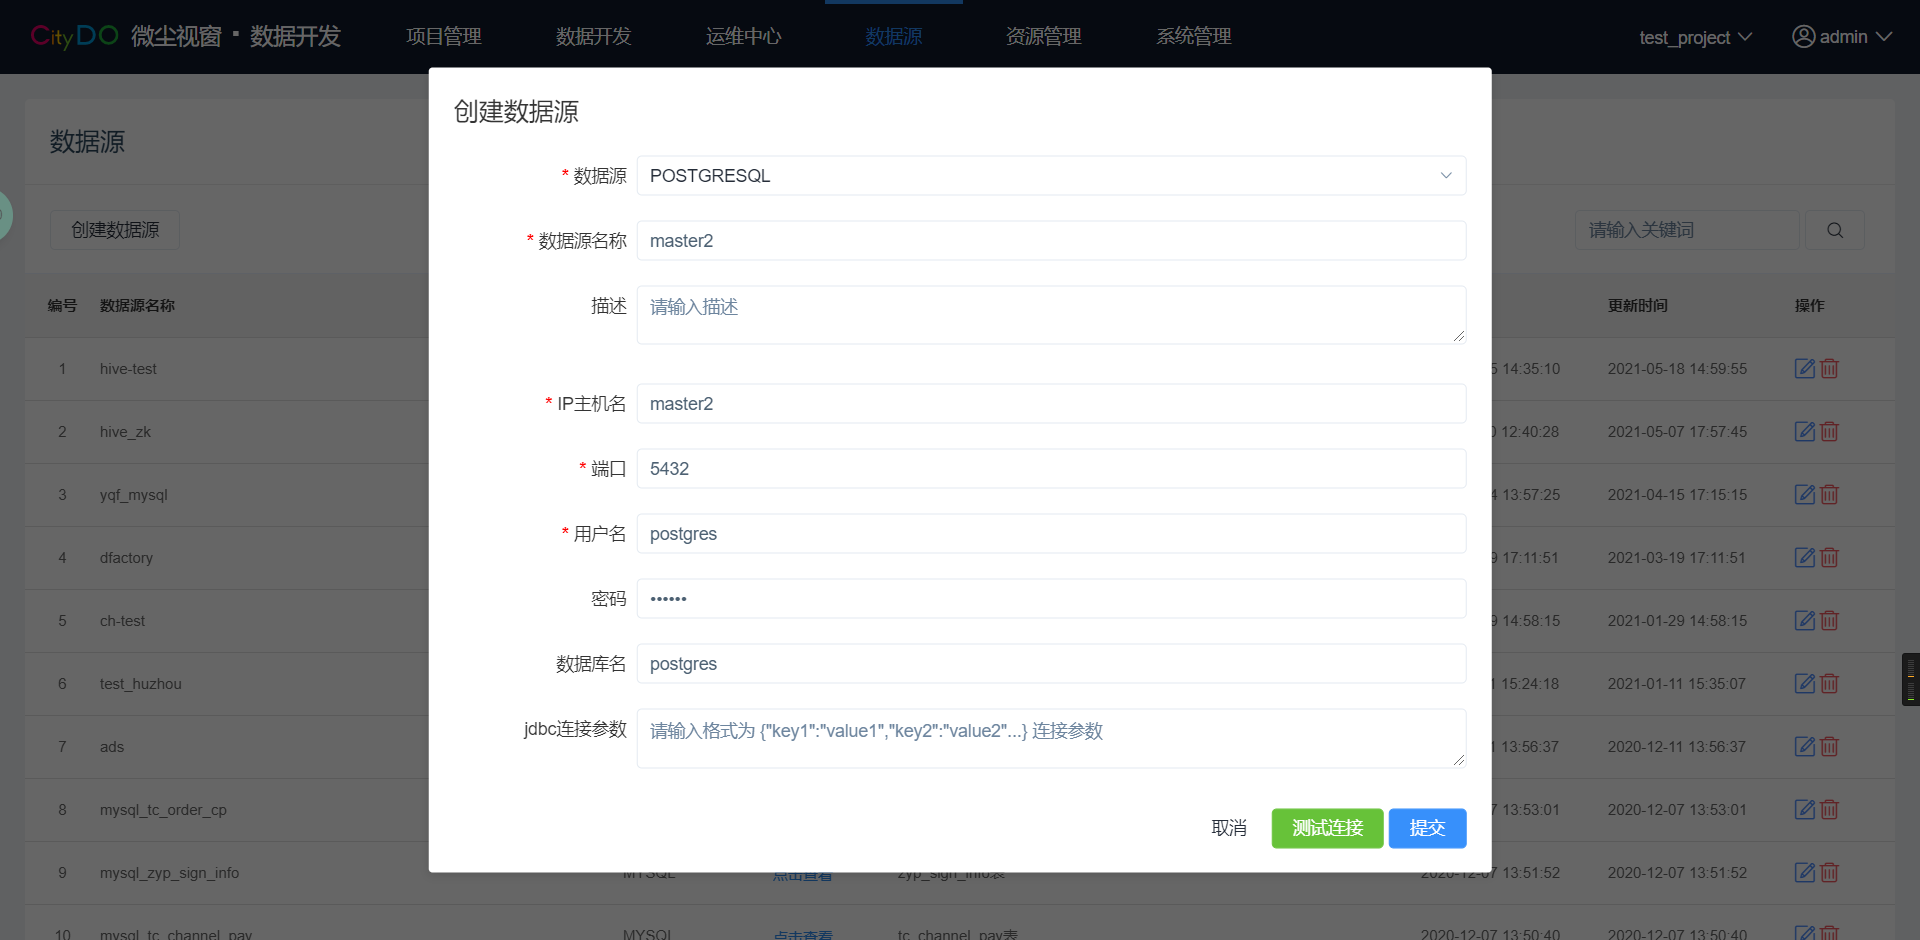 CityDO 微尘视窗·数据开发 项目管理 数据开发 运维中心 数据源 资源管理 系统管理 test_project admin
数据源
创建数据源 请输入关键词
编号 数据源名称 更新时间 操作
1 hive-test 5 14:35:10 2021-05-18 14:59:55
2 hive_zk 12:40:28 2021-05-07 17:57:45
3 yqf_mysql 4 13:57:25 2021-04-15 17:15:15
4 dfactory 9 17:11:51 2021-03-19 17:11:51
5 ch-test 9 14:58:15 2021-01-29 14:58:15
6 test_huzhou 1 15:24:18 2021-01-11 15:35:07
7 ads 1 13:56:37 2020-12-11 13:56:37
8 mysql_tc_order_cp 7 13:53:01 2020-12-07 13:53:01
9 mysql_zyp_sign_info MYSQL 点击查看 zyp_sign_info表 2020-12-07 13:51:52 2020-12-07 13:51:52
10 mysql_tc_channel_pay MYSQL 点击查看 tc_channel_pay表 2020-12-07 13:50:40 2020-12-07 13:50:40
创建数据源
* 数据源 POSTGRESQL
* 数据源名称 master2
描述 请输入描述
* IP主机名 master2
* 端口 5432
* 用户名 postgres
密码 ••••••
数据库名 postgres
jdbc连接参数 请输入格式为 {"key1":"value1","key2":"value2"...} 连接参数
取消 测试连接 提交